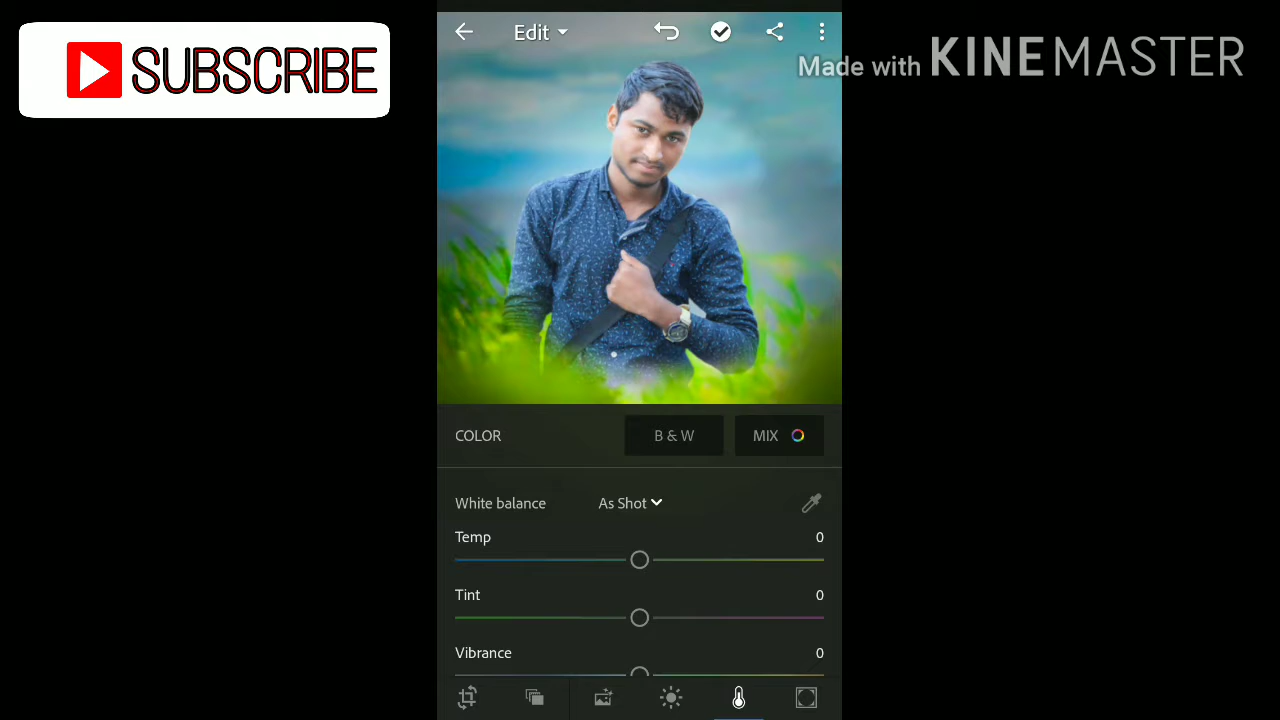 SUBSCRIBE
Edit
Made with KINEMASTER
COLOR
B & W
MIX
White balance
As Shot
Temp
0
Tint
0
Vibrance
0